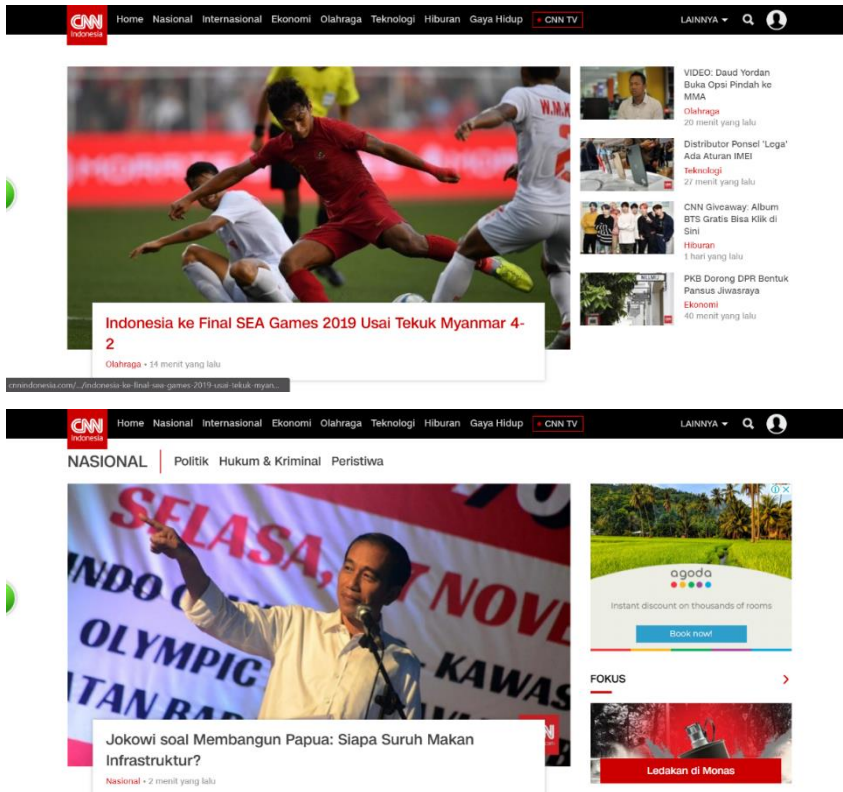 CNN
Indonesia
Home Nasional Internasional Ekonomi Olahraga Teknologi Hiburan Gaya Hidup CNN TV LAINNYA
VIDEO: Daud Yordan
Buka Opsi Pindah ke
MMA
Olahraga
20 menit yang lalu
Distributor Ponsel 'Lega'
Ada Aturan IMEI
Teknologi
27 menit yang lalu
CNN Giveaway: Album
BTS Gratis Bisa Klik di
Sini
Hiburan
1 hari yang lalu
PKB Dorong DPR Bentuk
Pansus Jiwasraya
Ekonomi
40 menit yang lalu
Indonesia ke Final SEA Games 2019 Usai Tekuk Myanmar 4-
2
Olahraga • 14 menit yang lalu
cnnindonesia.com/.../indonesia-ke-final-sea-games-2019-usai-tekuk-myan...
CNN
Indonesia
Home Nasional Internasional Ekonomi Olahraga Teknologi Hiburan Gaya Hidup CNN TV LAINNYA
NASIONAL Politik Hukum & Kriminal Peristiwa
SELASA,
NOV
INDO
OLYMPIC
KAWAS
Jokowi soal Membangun Papua: Siapa Suruh Makan
Infrastruktur?
Nasional • 2 menit yang lalu
agoda
Instant discount on thousands of rooms
Book now!
FOKUS
Ledakan di Monas